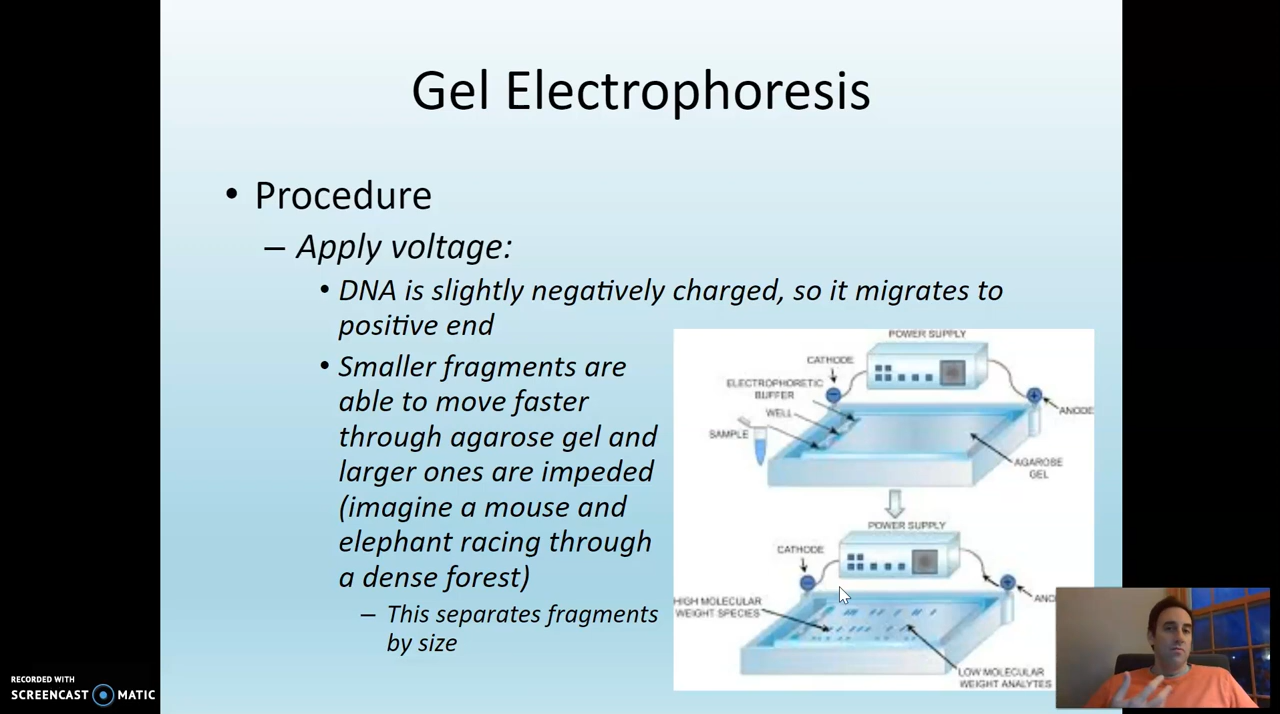 Gel Electrophoresis
• Procedure
– Apply voltage:
• DNA is slightly negatively charged, so it migrates to
positive end
• Smaller fragments are
able to move faster
through agarose gel and
larger ones are impeded
(imagine a mouse and
elephant racing through
a dense forest)
– This separates fragments
by size
POWER SUPPLY
CATHODE
ELECTROPHORETIC
BUFFER
WELL
SAMPLE
ANODE
AGAROSE
GEL
POWER SUPPLY
CATHODE
ANO
HIGH MOLECULAR
WEIGHT SPECIES
LOW MOLECULAR
WEIGHT ANALYTES
RECORDED WITH
SCREENCAST MATIC